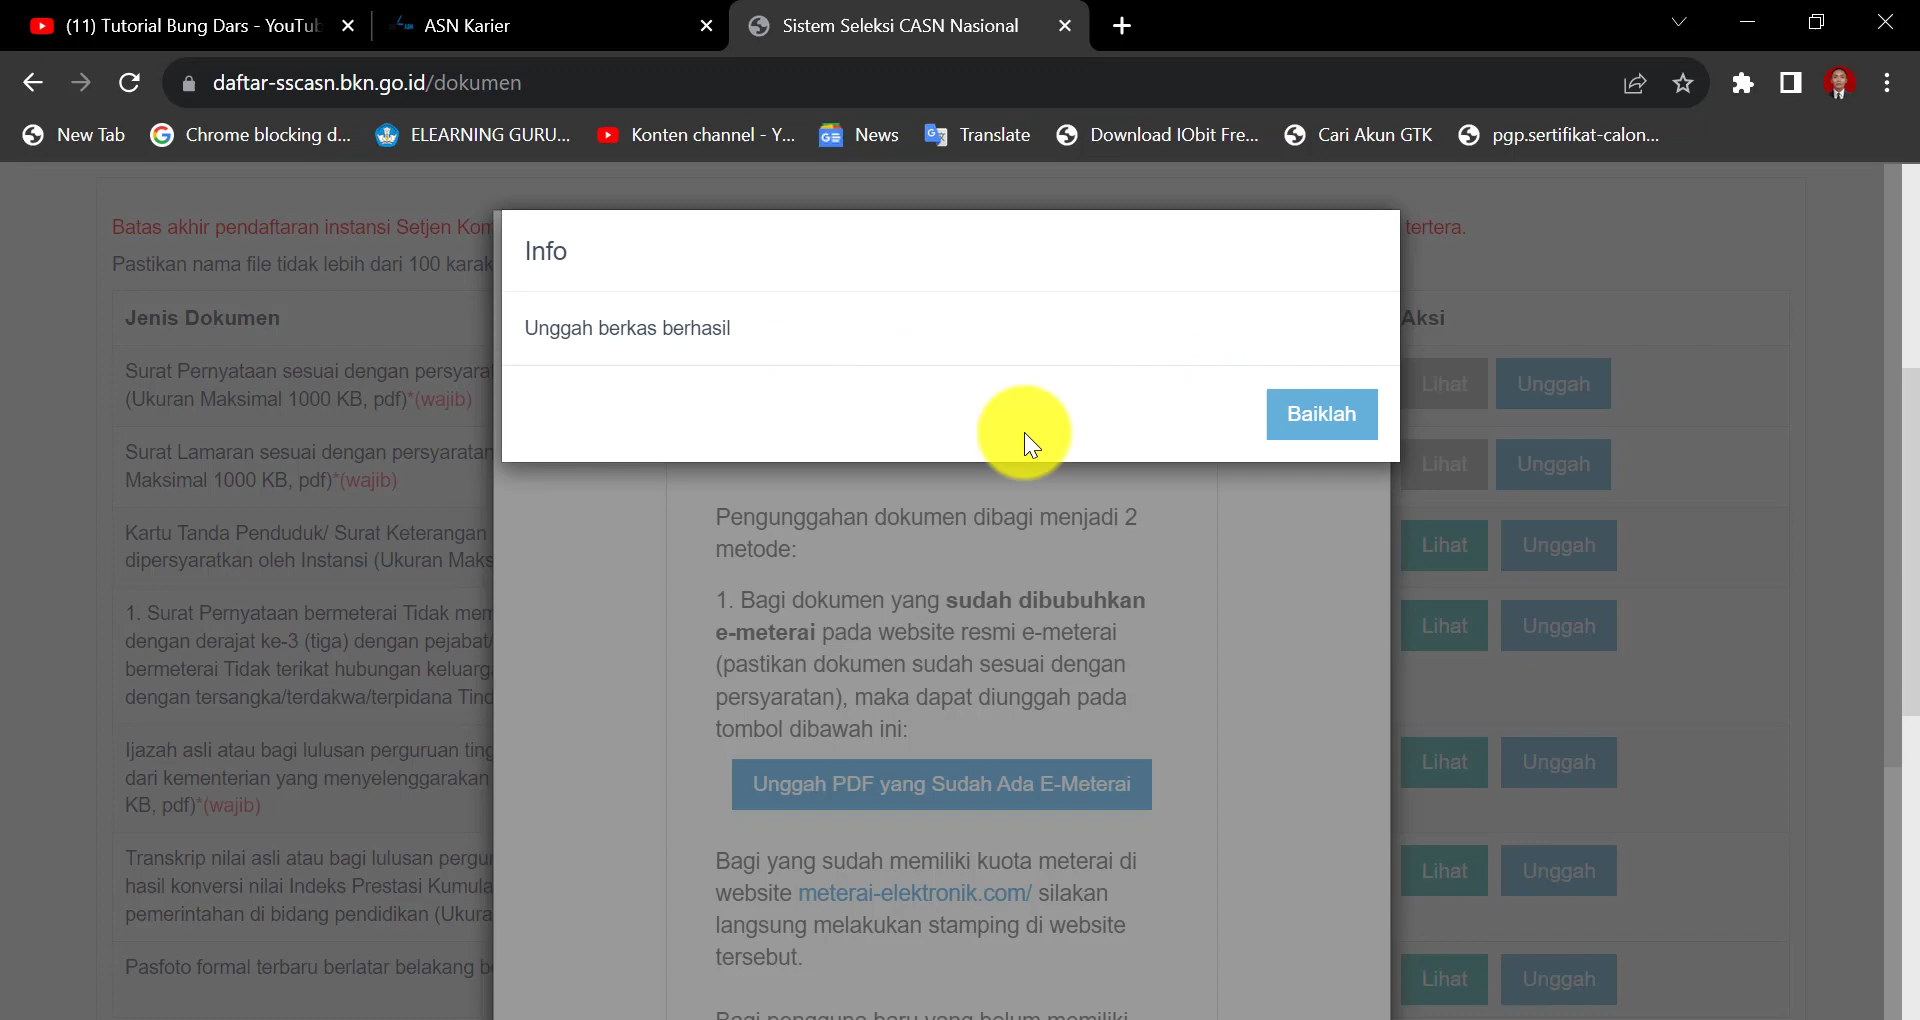 (11) Tutorial Bung Dars - YouTu
ASN Karier
Sistem Seleksi CASN Nasional
daftar-sscasn.bkn.go.id/dokumen
New Tab
Chrome blocking d...
ELEARNING GURU...
Konten channel - Y...
News
Translate
Download IObit Fre...
Cari Akun GTK
pgp.sertifikat-calon...
Batas akhir pendaftaran instansi Setjen Kom
tertera.
Pastikan nama file tidak lebih dari 100 karak
Info
Unggah berkas berhasil
Baiklah
Jenis Dokumen
Aksi
Surat Pernyataan sesuai dengan persyarat
(Ukuran Maksimal 1000 KB, pdf)*(wajib)
Lihat
Unggah
Surat Lamaran sesuai dengan persyaratan
Maksimal 1000 KB, pdf)*(wajib)
Lihat
Unggah
Kartu Tanda Penduduk/ Surat Keterangan
dipersyaratkan oleh Instansi (Ukuran Maks
Lihat
Unggah
1. Surat Pernyataan bermeterai Tidak mem
dengan derajat ke-3 (tiga) dengan pejabat/
bermeterai Tidak terikat hubungan keluarga
dengan tersangka/terdakwa/terpidana Tind
Lihat
Unggah
Ijazah asli atau bagi lulusan perguruan ting
dari kementerian yang menyelenggarakan
KB, pdf)*(wajib)
Lihat
Unggah
Transkrip nilai asli atau bagi lulusan pergur
hasil konversi nilai Indeks Prestasi Kumula
pemerintahan di bidang pendidikan (Ukura
Lihat
Unggah
Pasfoto formal terbaru berlatar belakang b
Lihat
Unggah
Pengunggahan dokumen dibagi menjadi 2
metode:
1. Bagi dokumen yang sudah dibubuhkan
e-meterai pada website resmi e-meterai
(pastikan dokumen sudah sesuai dengan
persyaratan), maka dapat diunggah pada
tombol dibawah ini:
Unggah PDF yang Sudah Ada E-Meterai
Bagi yang sudah memiliki kuota meterai di
website meterai-elektronik.com/ silakan
langsung melakukan stamping di website
tersebut.
Bagi pengguna baru yang belum memiliki